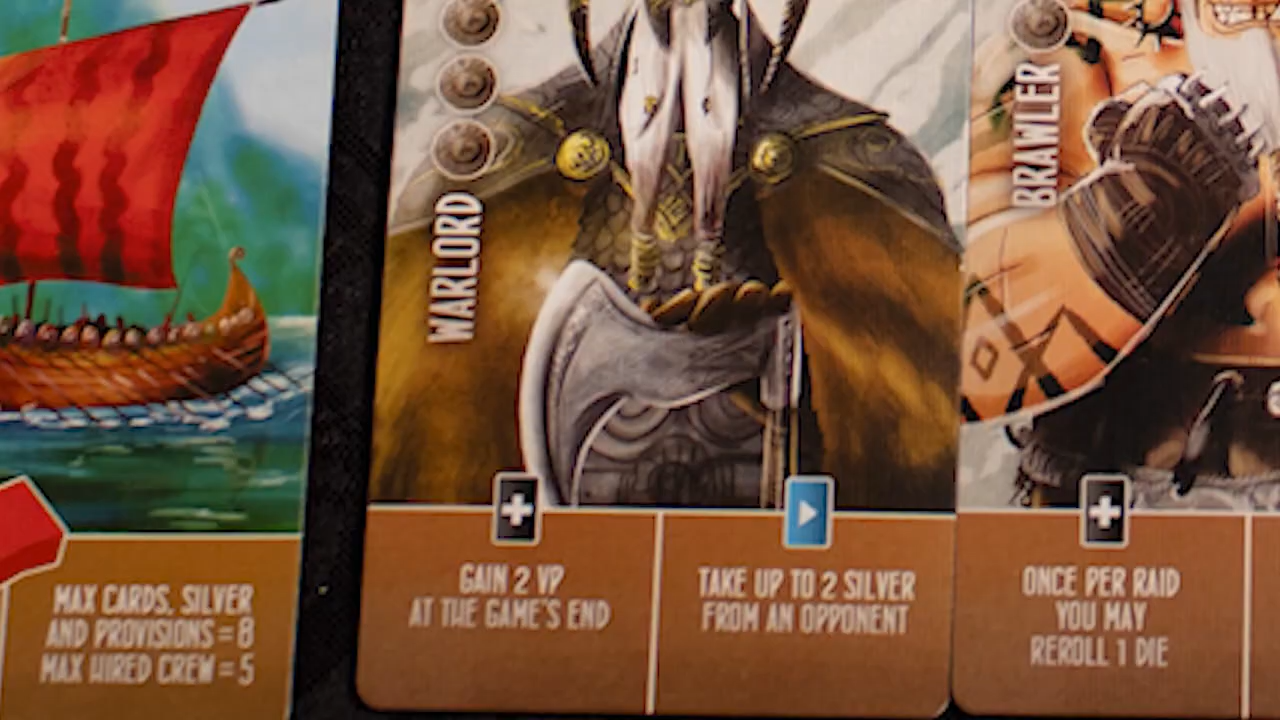 MAX CARDS, SILVER
AND PROVISIONS = 8
MAX HIRED CREW = 5
WARLORD
GAIN 2 VP
AT THE GAME'S END
TAKE UP TO 2 SILVER
FROM AN OPPONENT
BRAWLER
ONCE PER RAID
YOU MAY
REROLL 1 DIE